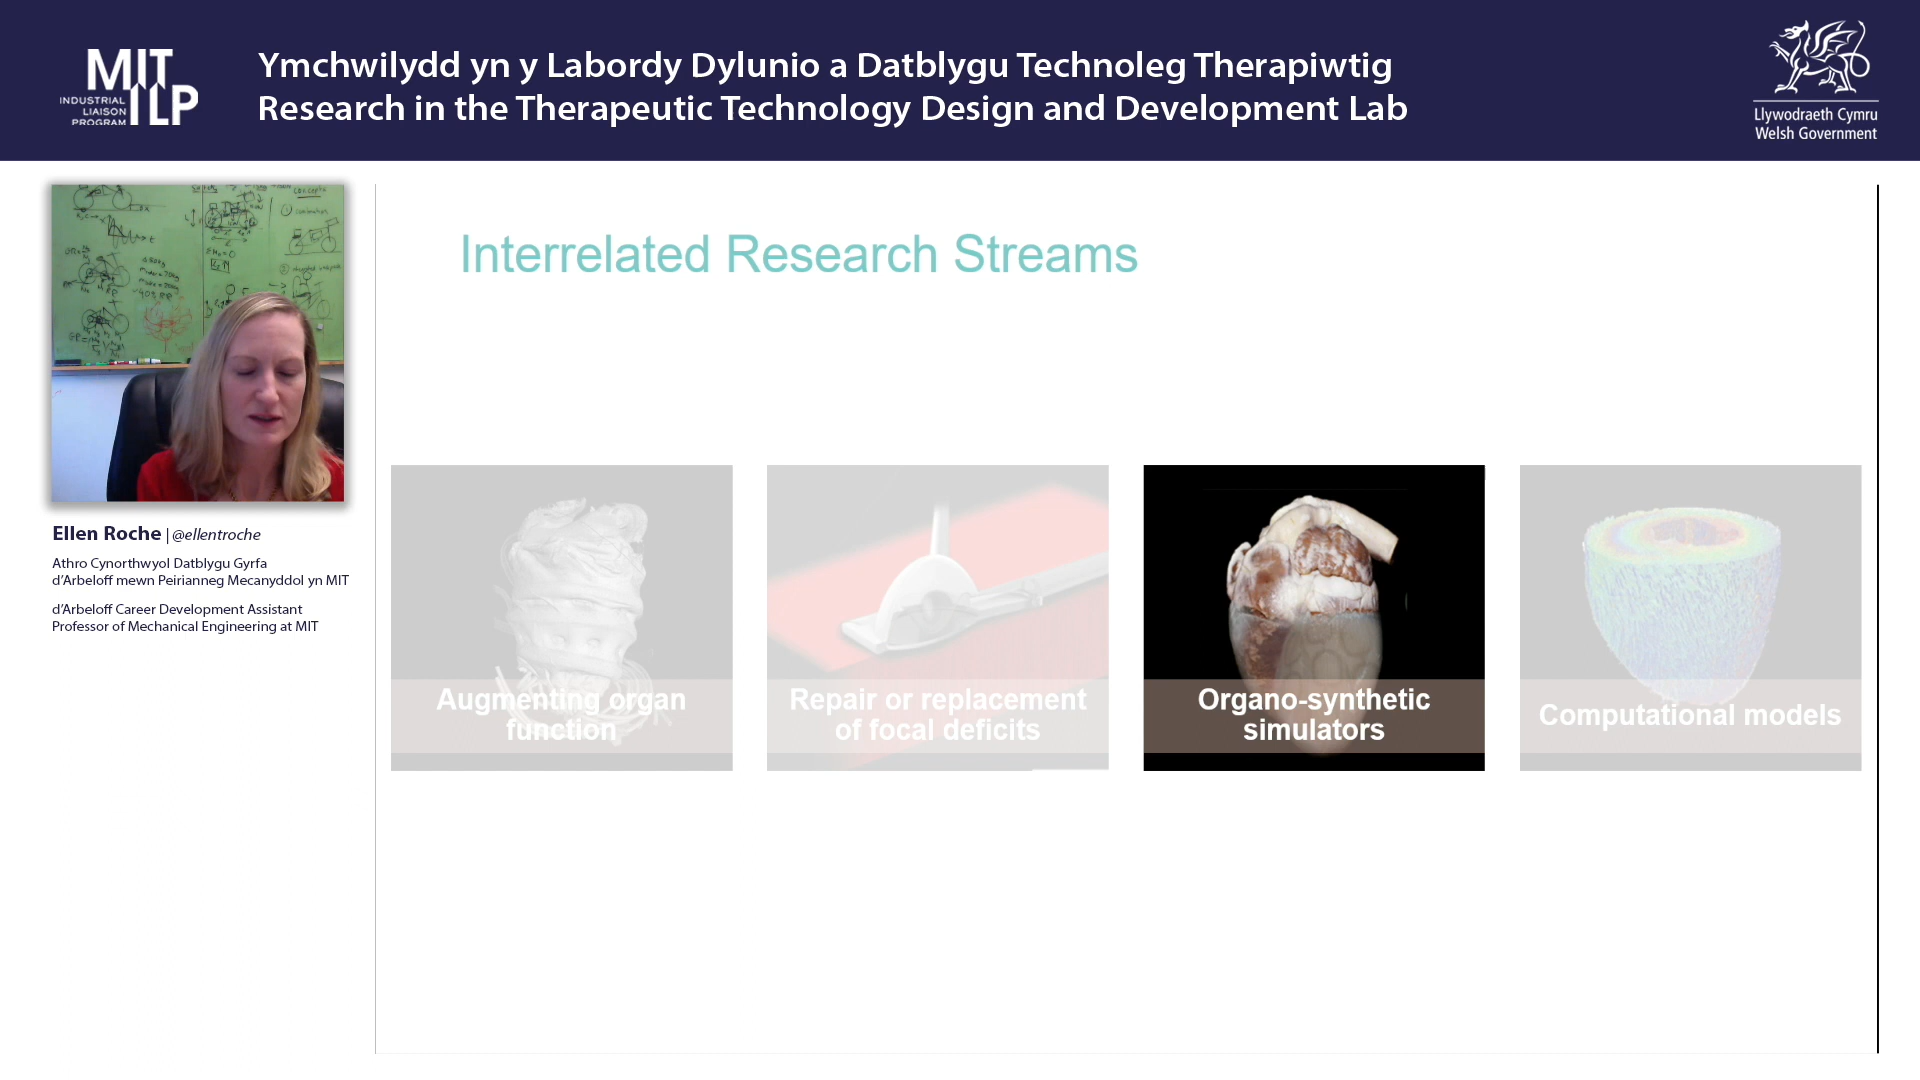 MIT
ILP
INDUSTRIAL
LIAISON
PROGRAM
Ymchwilydd yn y Labordy Dylunio a Datblygu Technoleg Therapiwtig
Research in the Therapeutic Technology Design and Development Lab
Llywodraeth Cymru
Welsh Government
Ellen Roche | @ellentroche
Athro Cynorthwyol Datblygu Gyrfa
d’Arbeloff mewn Peirianneg Mecanyddol yn MIT
d’Arbeloff Career Development Assistant
Professor of Mechanical Engineering at MIT
Interrelated Research Streams
Augmenting organ
function
Repair or replacement
of focal deficits
Organo-synthetic
simulators
Computational models